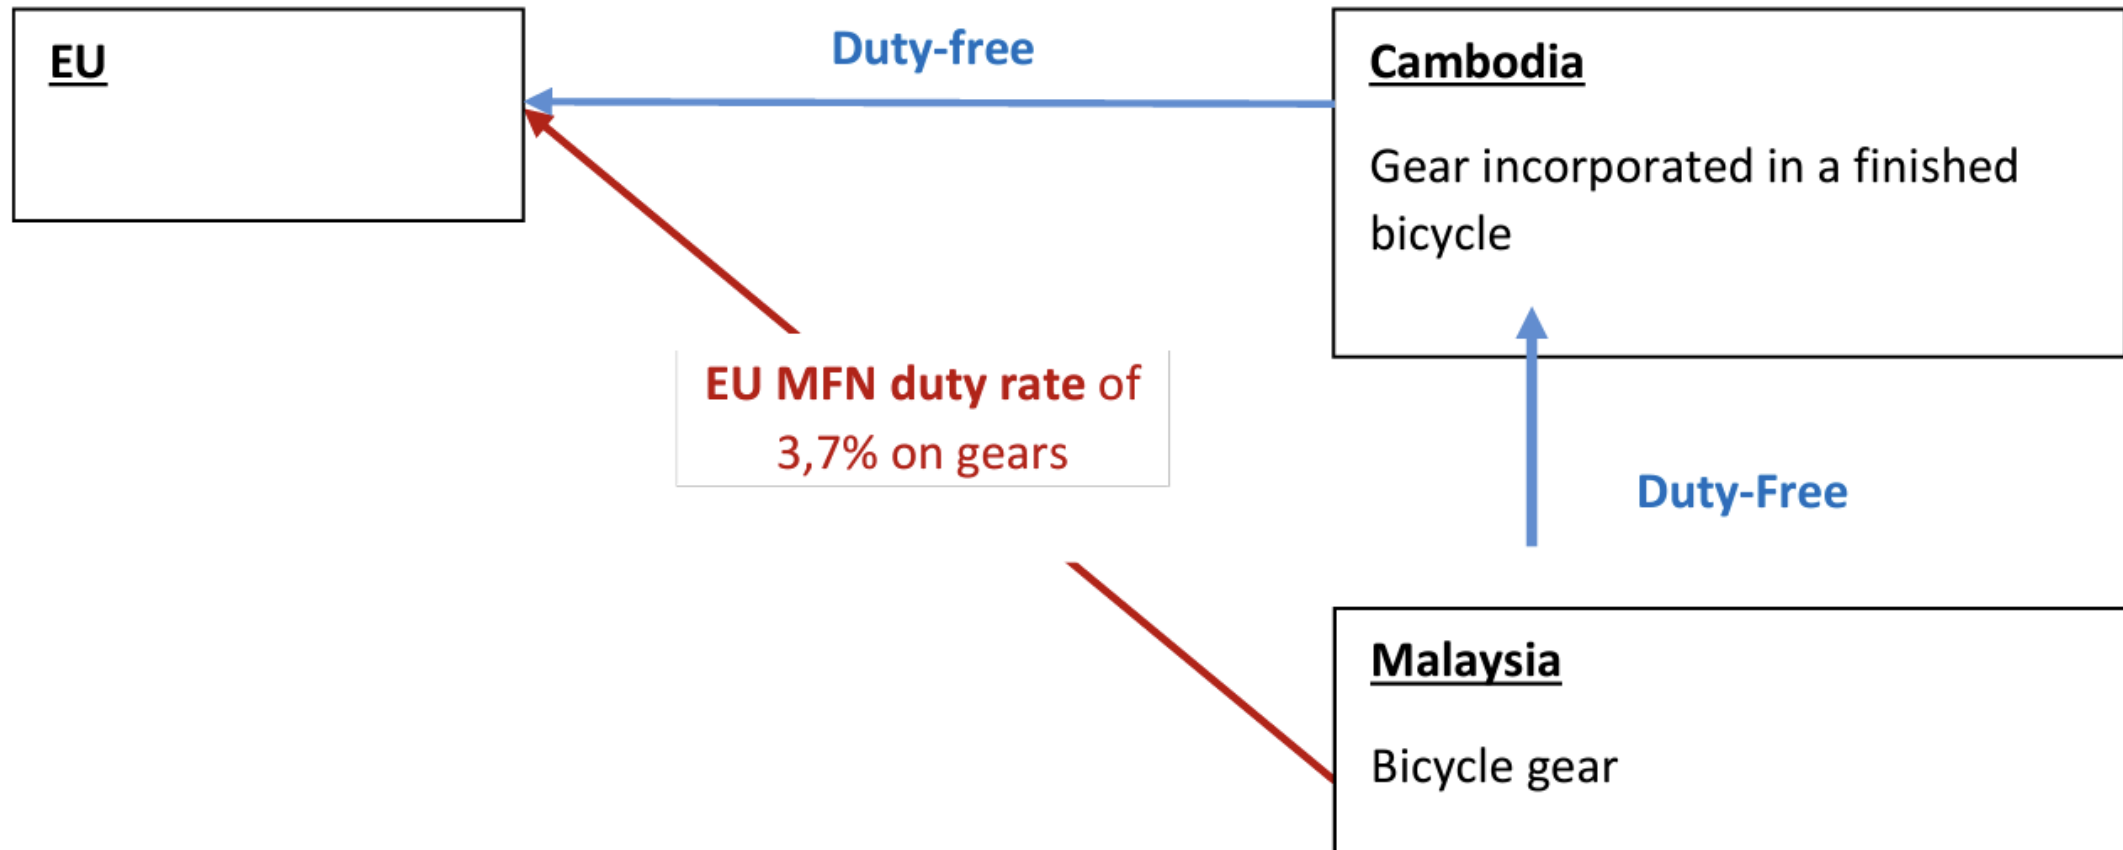 EU
Duty-free
Cambodia
Gear incorporated in a finished
bicycle
EU MFN duty rate of
3,7% on gears
Duty-Free
Malaysia
Bicycle gear